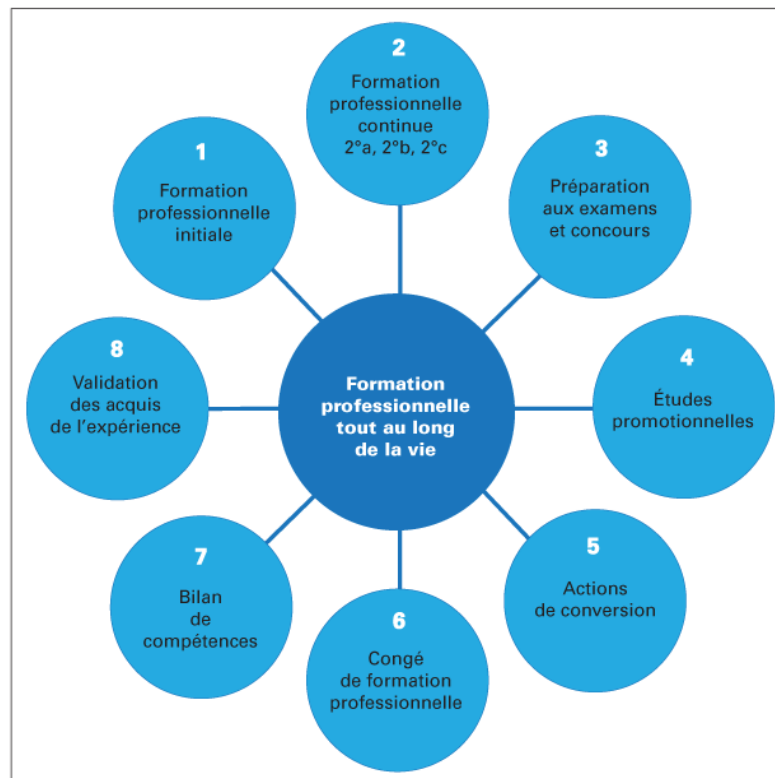 1
Formation
professionnelle
initiale
2
Formation
professionnelle
continue
2°a, 2°b, 2°c
3
Préparation
aux examens
et concours
4
Études
promotionnelles
5
Actions
de conversion
6
Congé
de formation
professionnelle
7
Bilan
de
compétences
8
Validation
des acquis
de l’expérience
Formation
professionnelle
tout au long
de la vie